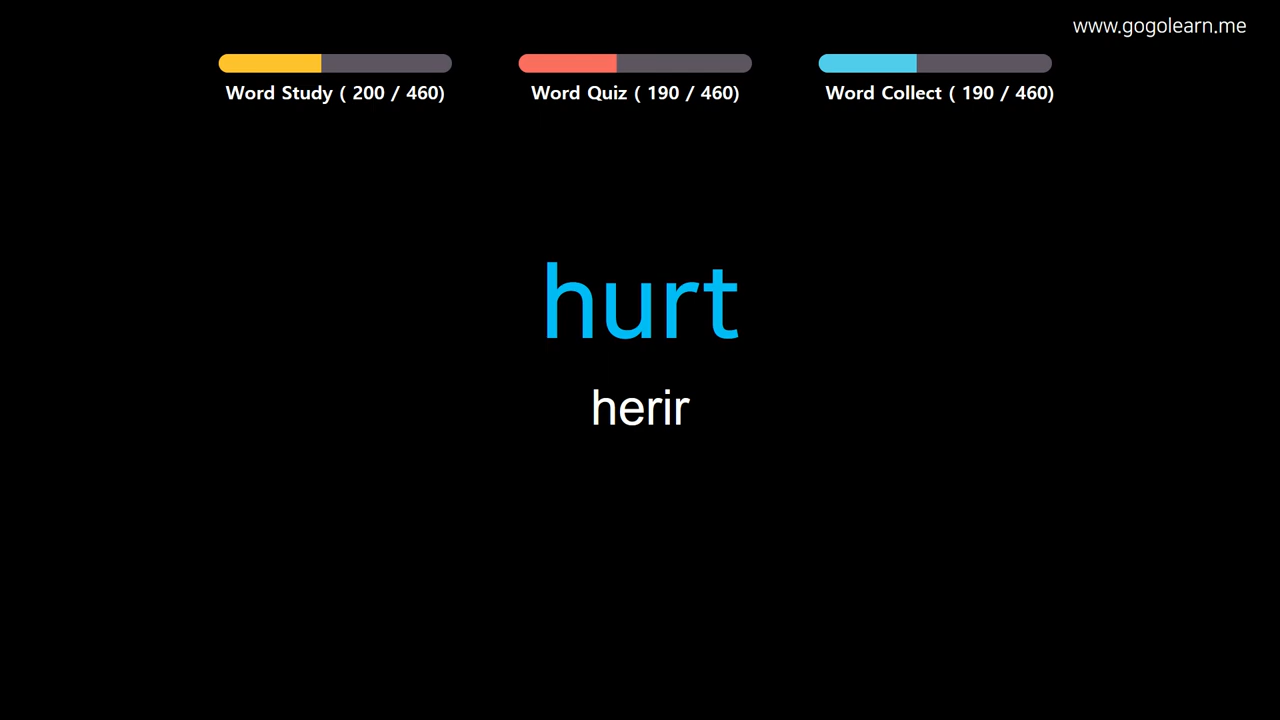 www.gogolearn.me
Word Study ( 200 / 460)
Word Quiz ( 190 / 460)
Word Collect ( 190 / 460)
hurt
herir